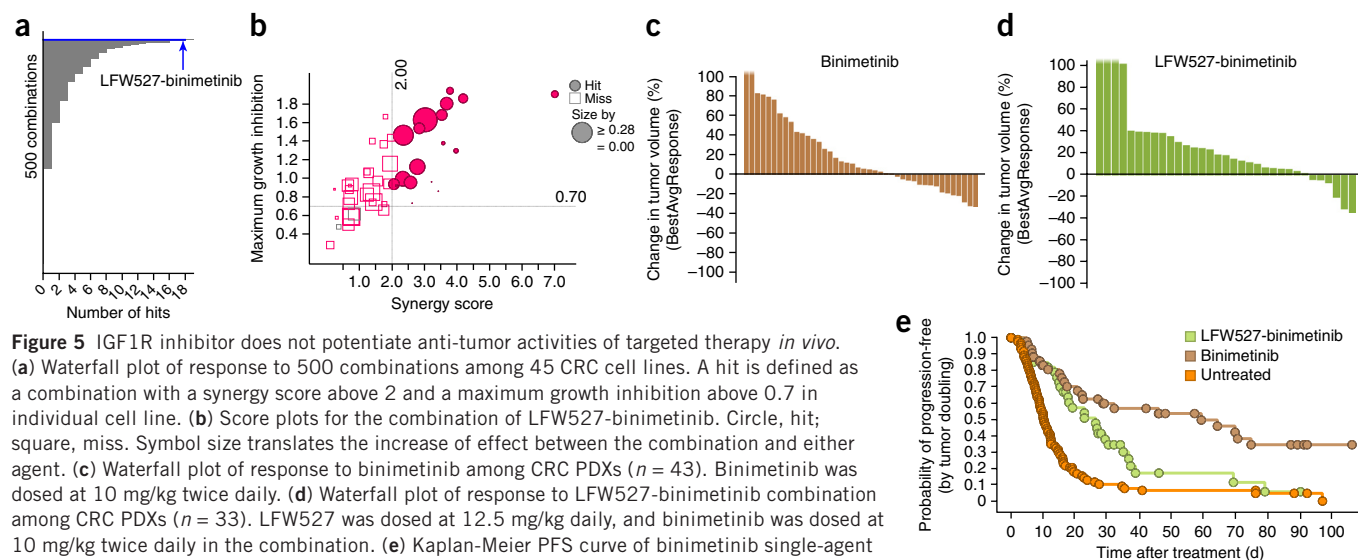 a
500 combinations
LFW527-binimetinib
0 2 4 6 8 10 12 14 16 18
Number of hits
b
Maximum growth inhibition
1.8
1.6
1.4
1.2
1.0
0.8
0.6
0.4
2.00
0.70
1.0 2.0 3.0 4.0 5.0 6.0 7.0
Synergy score
Hit
Miss
Size by
≥ 0.28
= 0.00
c
Binimetinib
Change in tumor volume (%)
(BestAvgResponse)
100
80
60
40
20
0
−20
−40
−60
−80
−100
d
LFW527-binimetinib
Change in tumor volume (%)
(BestAvgResponse)
100
80
60
40
20
0
−20
−40
−60
−80
−100
e
LFW527-binimetinib
Binimetinib
Untreated
Probability of progression-free
(by tumor doubling)
1.0
0.9
0.8
0.7
0.6
0.5
0.4
0.3
0.2
0.1
0
0 10 20 30 40 50 60 70 80 90 100
Time after treatment (d)
Figure 5 IGF1R inhibitor does not potentiate anti-tumor activities of targeted therapy in vivo.
(a) Waterfall plot of response to 500 combinations among 45 CRC cell lines. A hit is defined as
a combination with a synergy score above 2 and a maximum growth inhibition above 0.7 in
individual cell line. (b) Score plots for the combination of LFW527-binimetinib. Circle, hit;
square, miss. Symbol size translates the increase of effect between the combination and either
agent. (c) Waterfall plot of response to binimetinib among CRC PDXs (n = 43). Binimetinib was
dosed at 10 mg/kg twice daily. (d) Waterfall plot of response to LFW527-binimetinib combination
among CRC PDXs (n = 33). LFW527 was dosed at 12.5 mg/kg daily, and binimetinib was dosed at
10 mg/kg twice daily in the combination. (e) Kaplan-Meier PFS curve of binimetinib single-agent